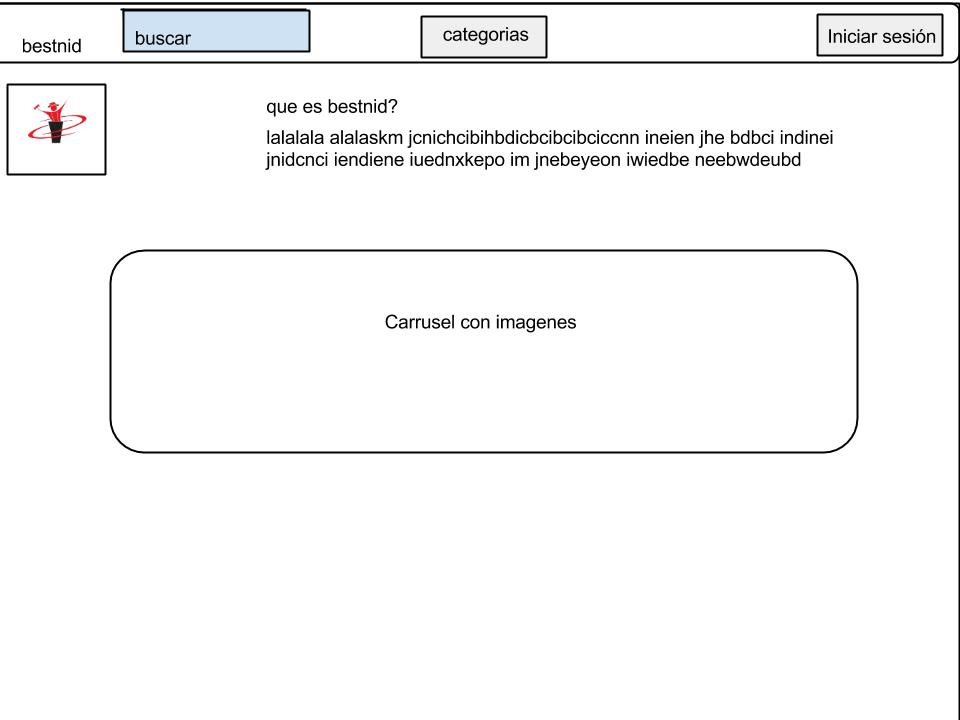 bestnid
buscar
categorias
Iniciar sesión
que es bestnid?
lalalala alalaskm jcnichcibihbdicbcibcibciccnn ineien jhe bdbci indinei
jnidcnci iendiene iuednxkepo im jnebeyeon iwiedbe neebwdeubd
Carrusel con imagenes